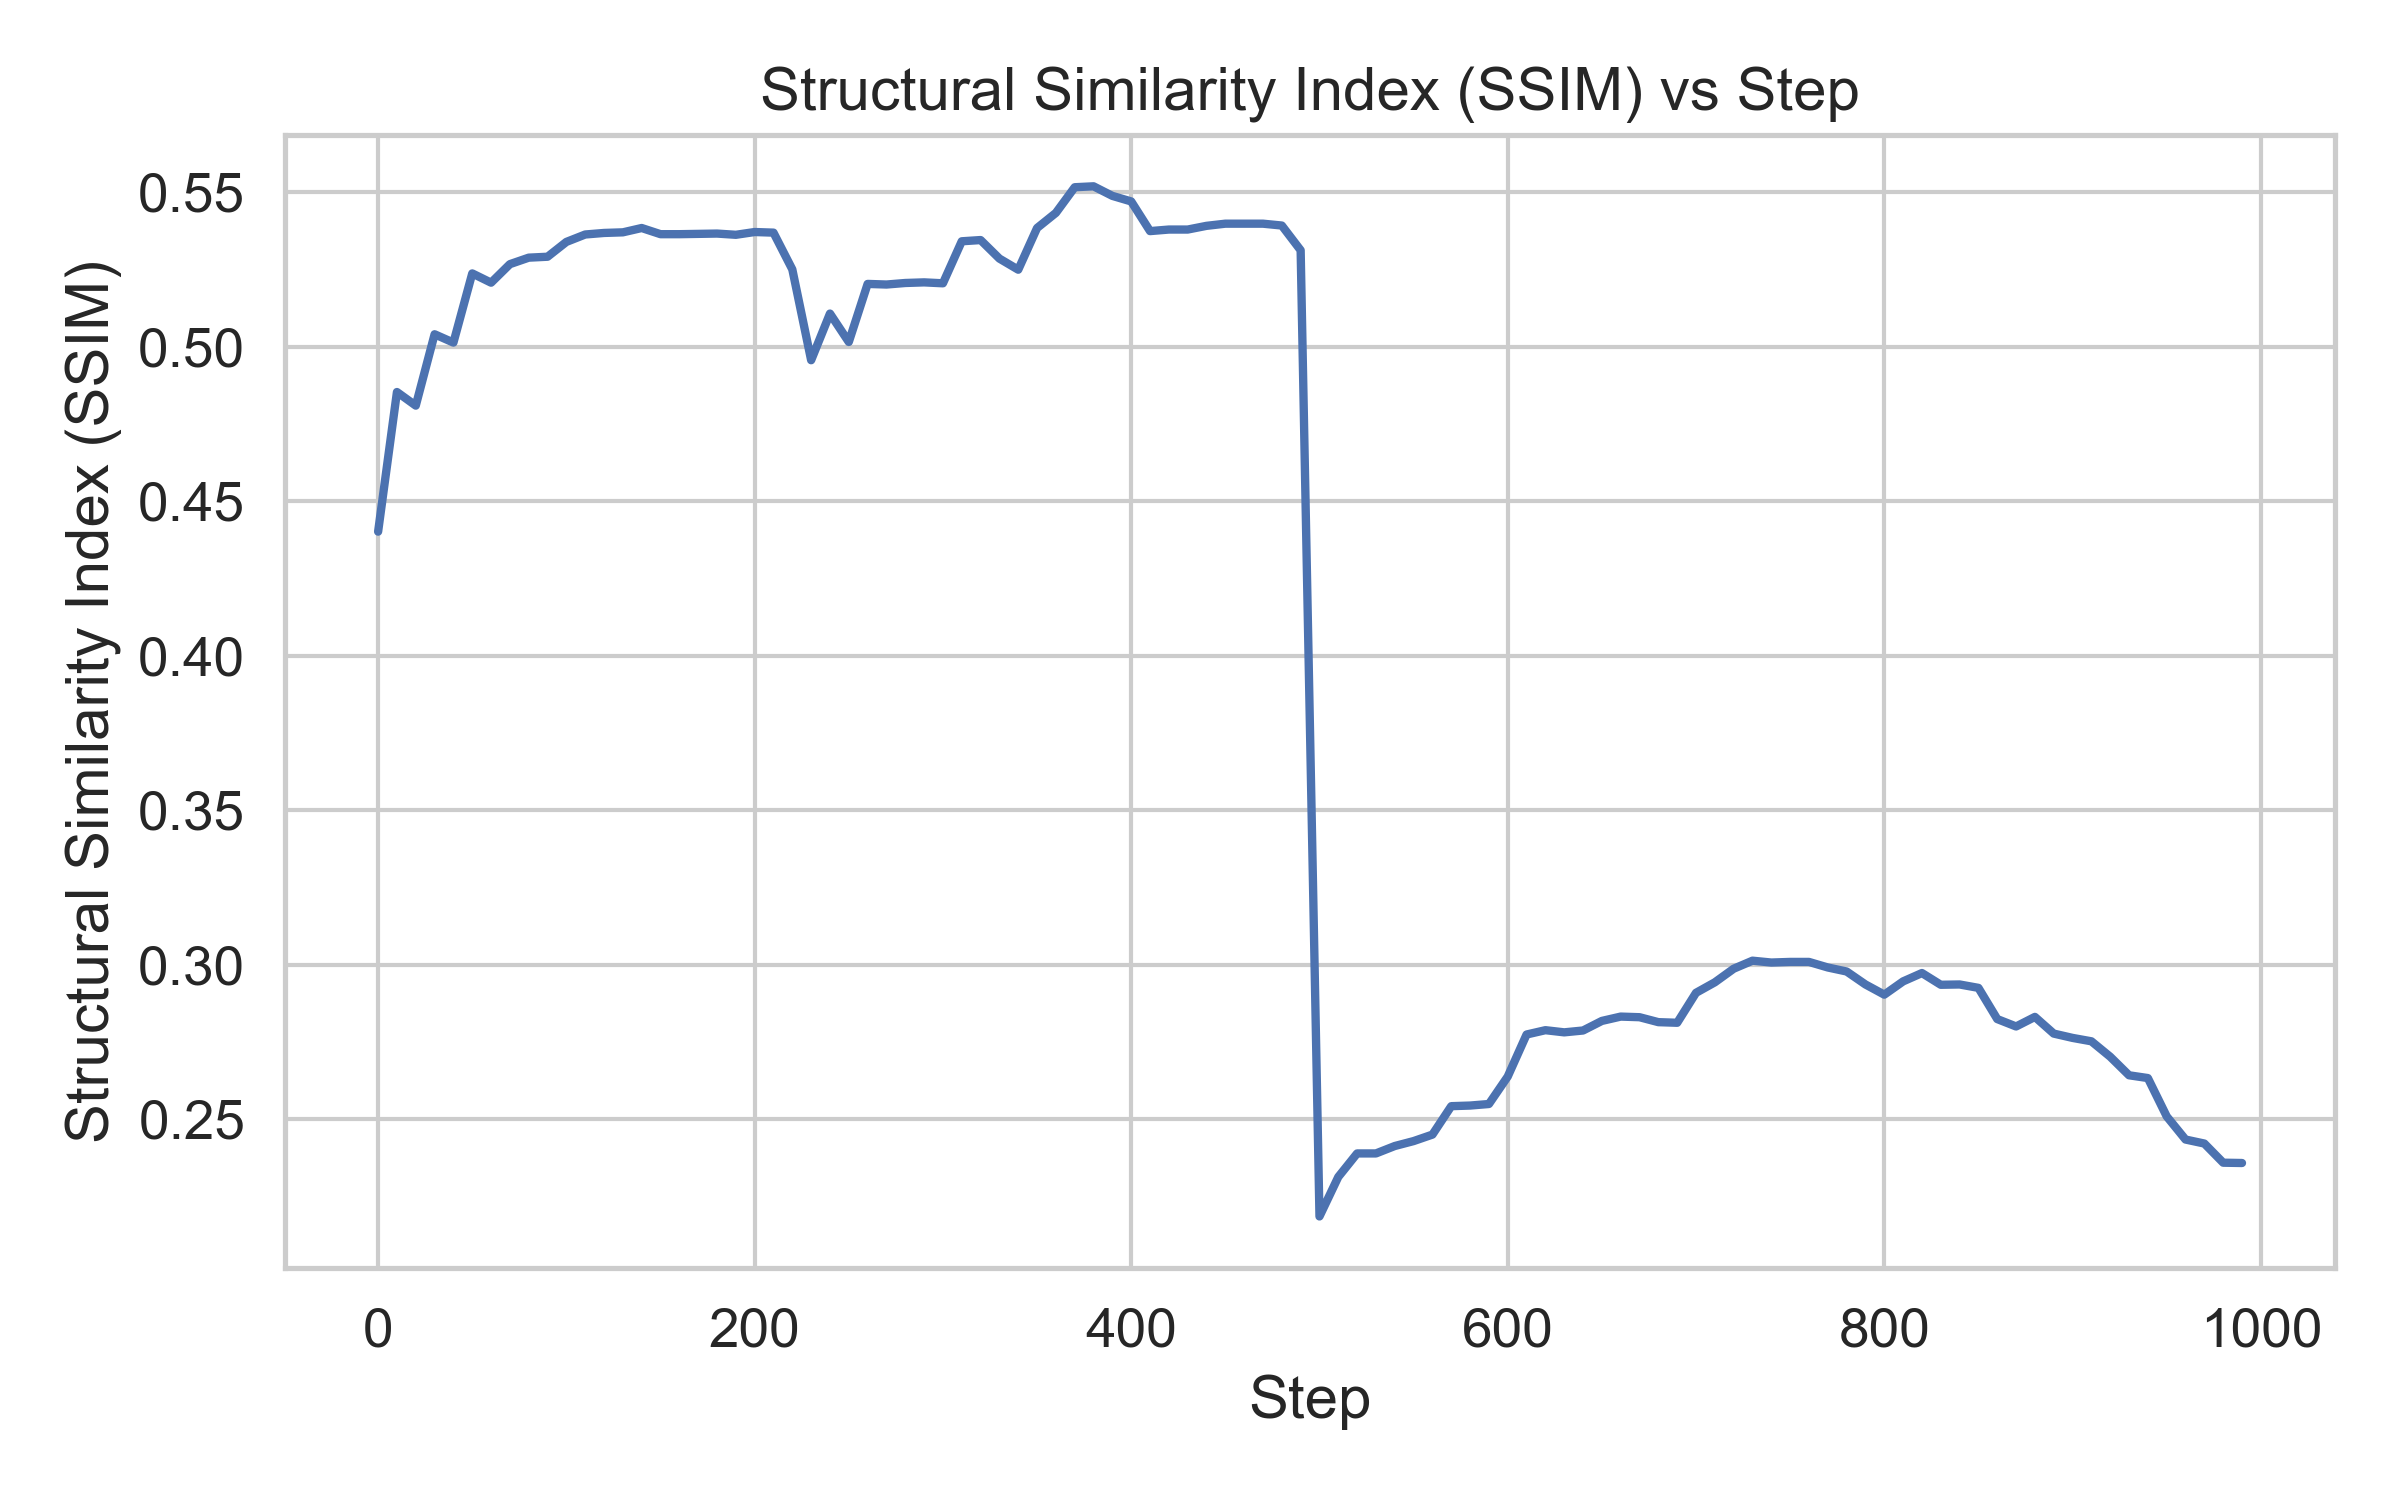 Structural Similarity Index (SSIM) vs Step
Structural Similarity Index (SSIM)
0.55
0.50
0.45
0.40
0.35
0.30
0.25
0 200 400 600 800 1000
Step